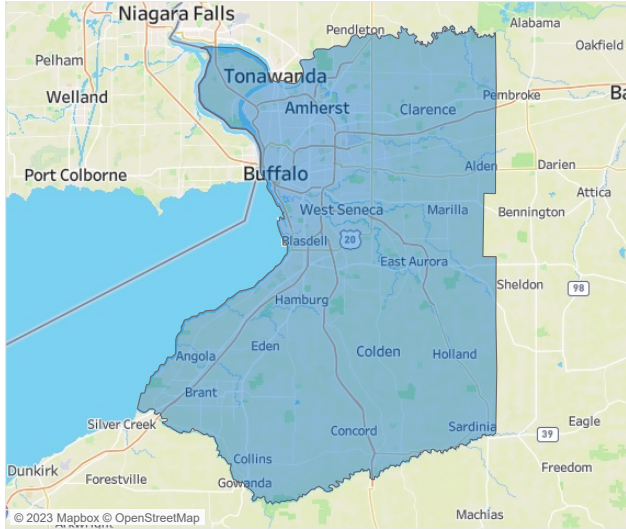 Niagara Falls
Alabama
Pendleton
Oakfield
Pelham
Tonawanda
Welland
Pembroke
Ba
Amherst
Clarence
Port Colborne
Buffalo
Alden
Darien
Attica
West Seneca
Marilla
Bennington
Blasdell
20
East Aurora
Sheldon
98
Hamburg
Eden
Angola
Colden
Holland
Brant
Silver Creek
Concord
Sardinia
39
Eagle
Dunkirk
Collins
Freedom
Forestville
Gowanda
© 2023 Mapbox © OpenStreetMap
Machias